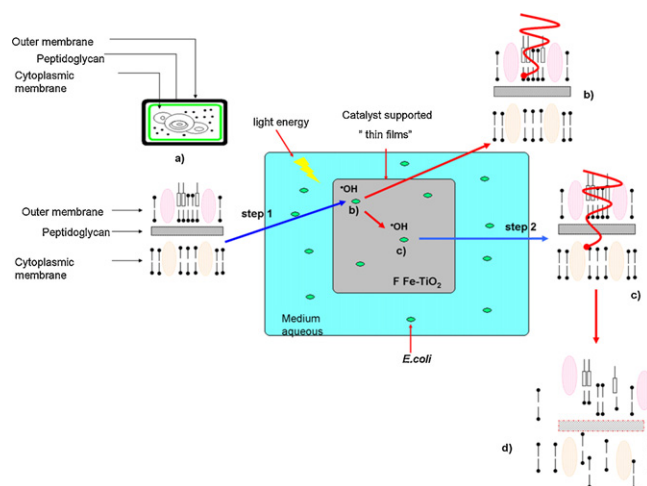 Outer membrane
Peptidoglycan
Cytoplasmic
membrane
a)
light energy
Catalyst supported
" thin films"
b)
Outer membrane
Peptidoglycan
Cytoplasmic
membrane
step 1
•OH
b)
•OH
c)
step 2
F Fe-TiO2
Medium
aqueous
E.coli
c)
d)